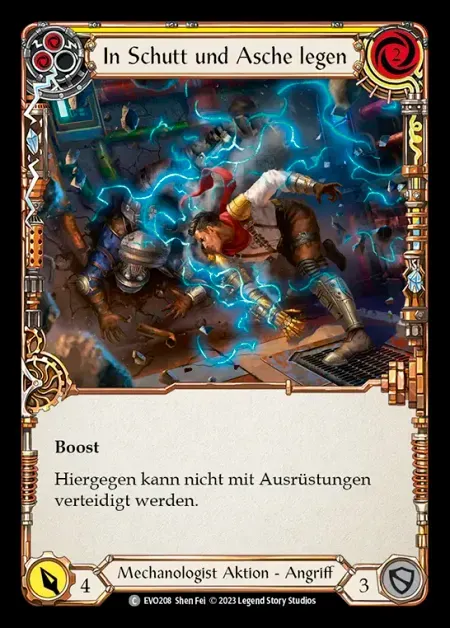 In Schutt und Asche legen
2
Boost
Hiergegen kann nicht mit Ausrüstungen
verteidigt werden.
4
Mechanologist Aktion - Angriff
3
C EVO208 Shen Fei © 2023 Legend Story Studios